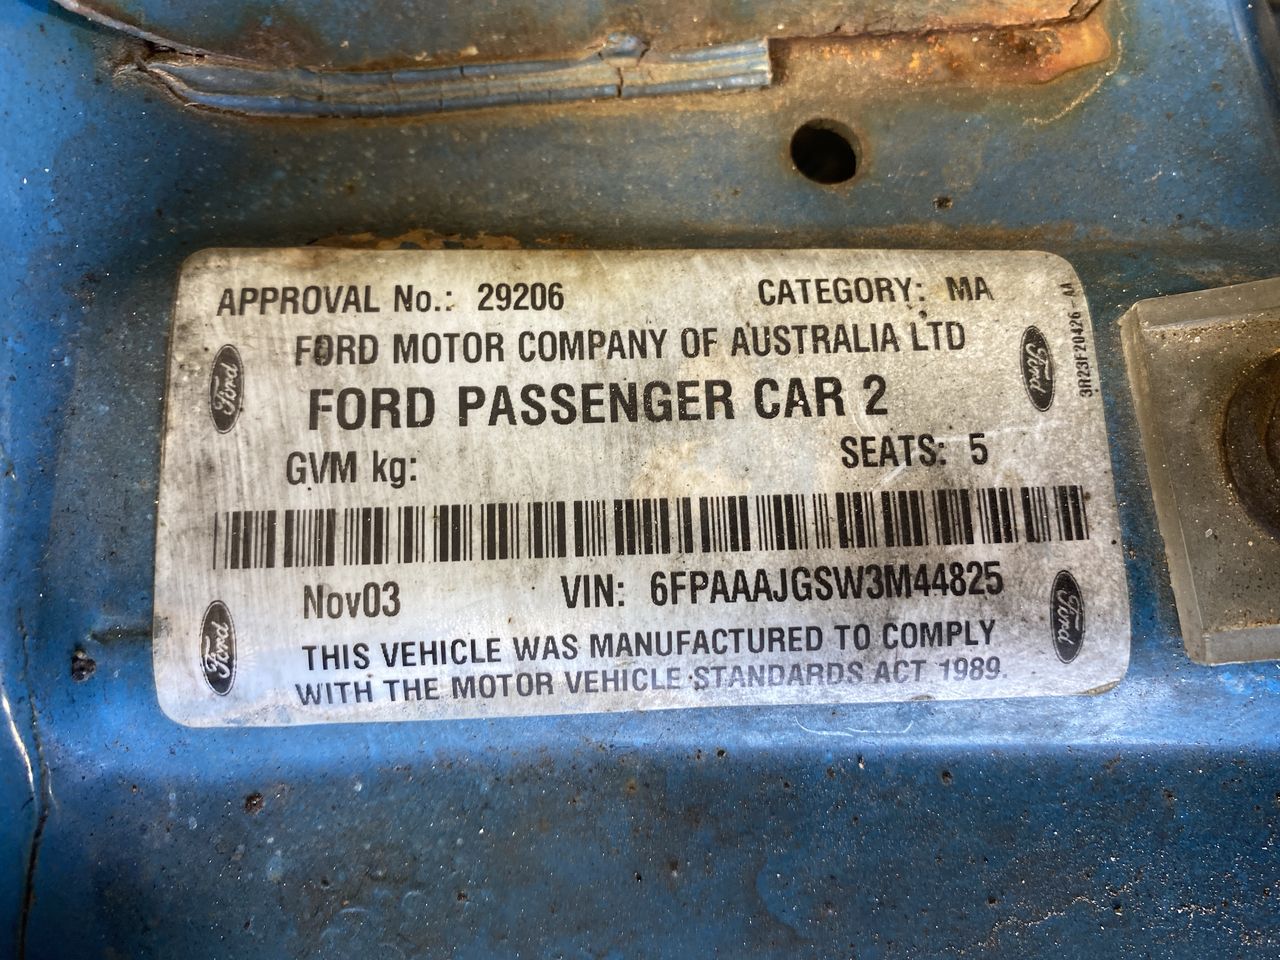 APPROVAL No.: 29206 CATEGORY: MA
FORD MOTOR COMPANY OF AUSTRALIA LTD
FORD PASSENGER CAR 2
GVM kg: SEATS: 5
Nov03 VIN: 6FPAAAJGSW3M44825
THIS VEHICLE WAS MANUFACTURED TO COMPLY
WITH THE MOTOR VEHICLE STANDARDS ACT 1989.
Ford
Ford
Ford
Ford
3R23F20426-M